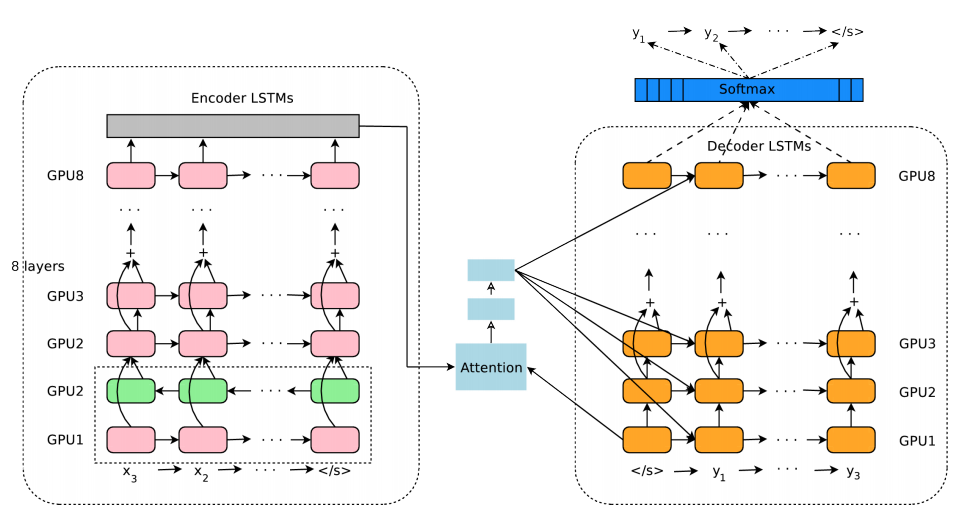 y1 y2 ... </s>
Softmax
Encoder LSTMs
Decoder LSTMs
GPU8
GPU8
...
...
...
...
...
...
8 layers
+
+
+
GPU3
+
+
+
GPU2
GPU3
Attention
GPU2
GPU2
GPU1
GPU1
x3 x2 ... </s>
</s> y1 ... y3